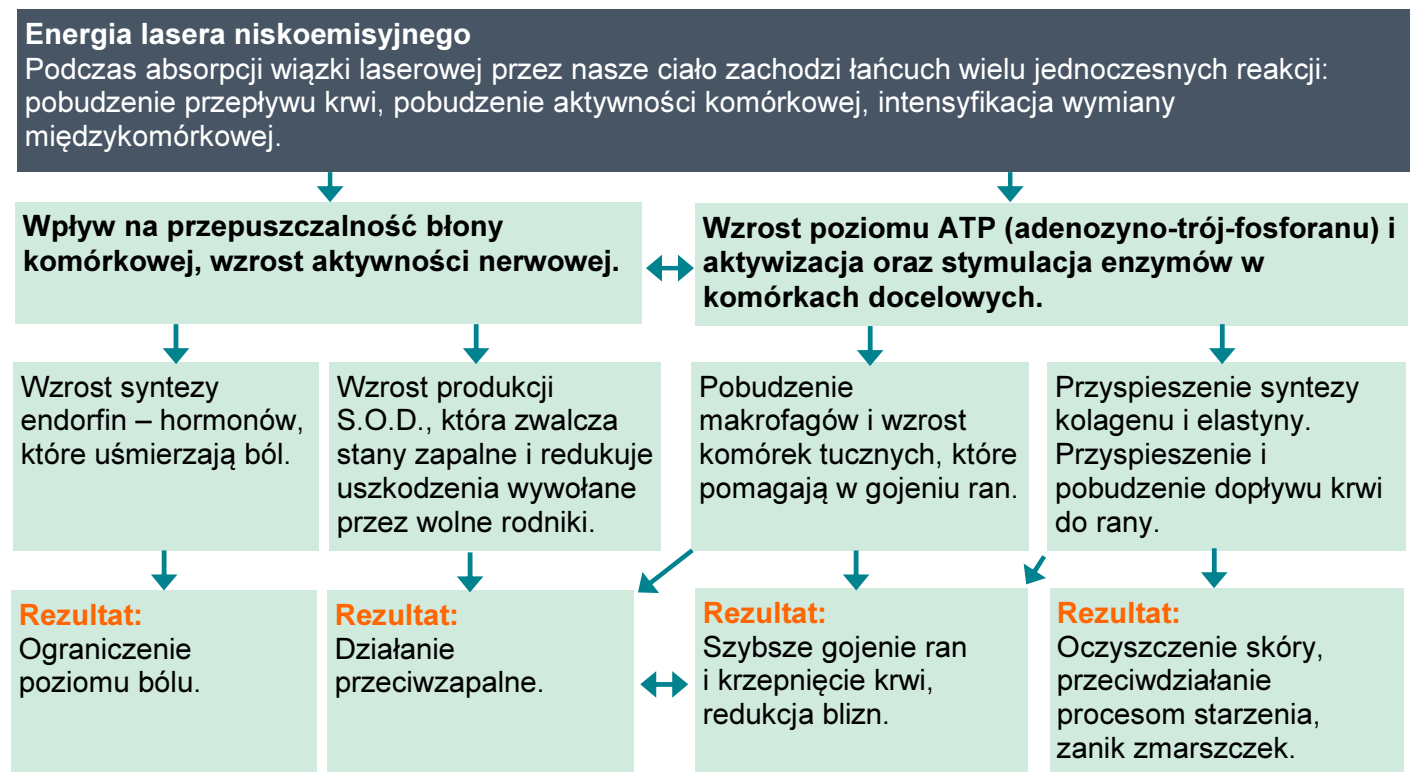 Energia lasera niskoemisyjnego
Podczas absorpcji wiązki laserowej przez nasze ciało zachodzi łańcuch wielu jednoczesnych reakcji:
pobudzenie przepływu krwi, pobudzenie aktywności komórkowej, intensyfikacja wymiany
międzykomórkowej.
Wpływ na przepuszczalność błony
komórkowej, wzrost aktywności nerwowej.
Wzrost poziomu ATP (adenozyno-trój-fosforanu) i
aktywizacja oraz stymulacja enzymów w
komórkach docelowych.
Wzrost syntezy
endorfin – hormonów,
które uśmierzają ból.
Wzrost produkcji
S.O.D., która zwalcza
stany zapalne i redukuje
uszkodzenia wywołane
przez wolne rodniki.
Pobudzenie
makrofagów i wzrost
komórek tucznych, które
pomagają w gojeniu ran.
Przyspieszenie syntezy
kolagenu i elastyny.
Przyspieszenie i
pobudzenie dopływu krwi
do rany.
Rezultat:
Ograniczenie
poziomu bólu.
Rezultat:
Działanie
przeciwzapalne.
Rezultat:
Szybsze gojenie ran
i krzepnięcie krwi,
redukcja blizn.
Rezultat:
Oczyszczenie skóry,
przeciwdziałanie
procesom starzenia,
zanik zmarszczek.